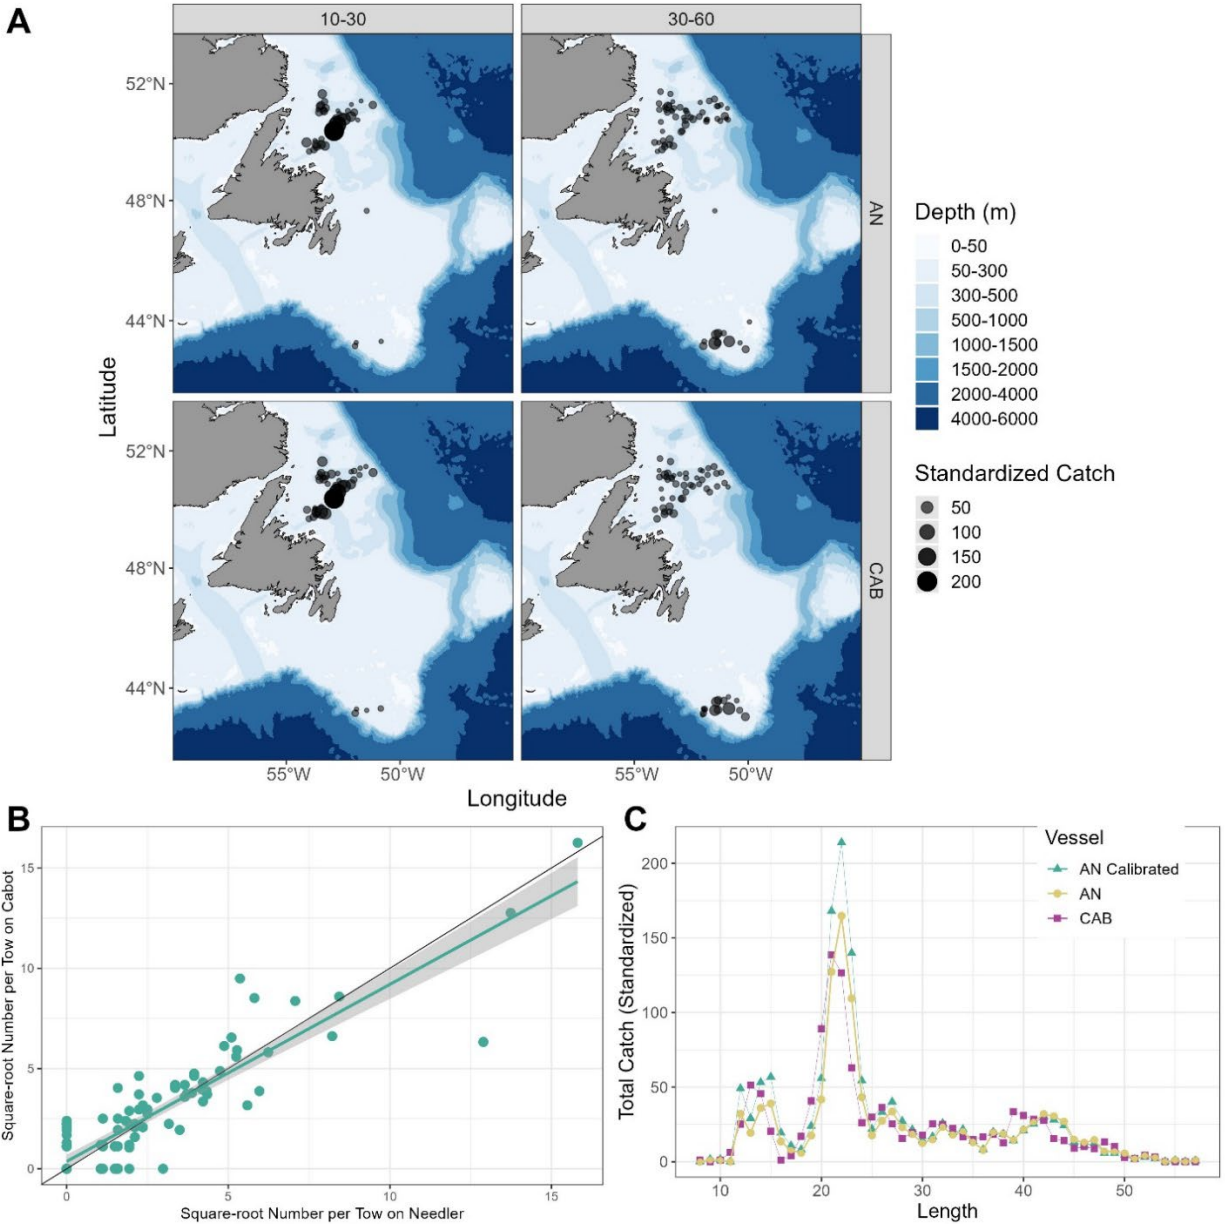 A
10-30
30-60
52°N
48°N
44°N
AN
52°N
48°N
44°N
CAB
Latitude
55°W
50°W
55°W
50°W
Longitude
Depth (m)
0-50
50-300
300-500
500-1000
1000-1500
1500-2000
2000-4000
4000-6000
Standardized Catch
50
100
150
200
B
Square-root Number per Tow on Cabot
15
10
5
0
0
5
10
15
Square-root Number per Tow on Needler
C
Total Catch (Standardized)
200
150
100
50
0
10
20
30
40
50
Length
Vessel
AN Calibrated
AN
CAB